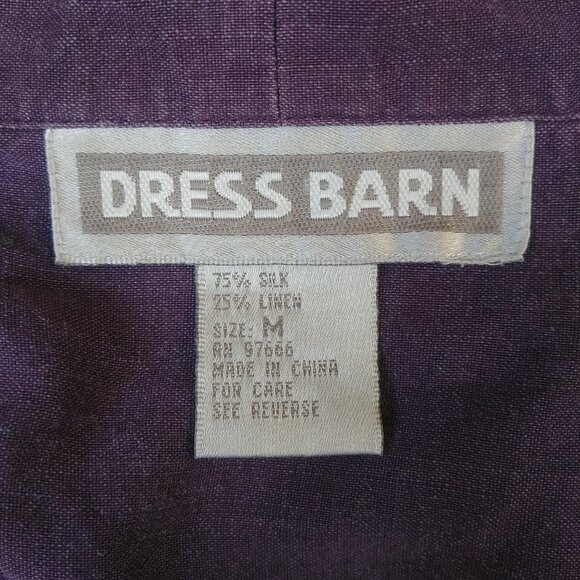 DRESS BARN
75% SILK
25% LINEN
SIZE: M
RN 97666
MADE IN CHINA
FOR CARE
SEE REVERSE